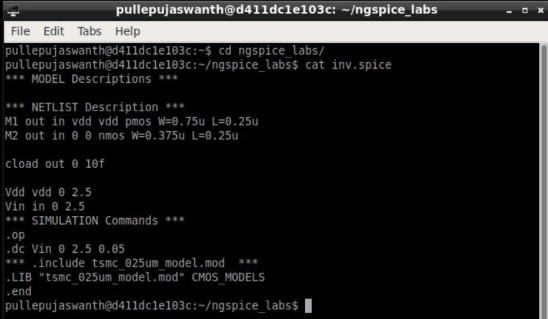 pullepujaswanth@d411dc1e103c: ~/ngspice_labs
File Edit Tabs Help
pullepujaswanth@d411dc1e103c:~$ cd ngspice_labs/
pullepujaswanth@d411dc1e103c:~/ngspice_labs$ cat inv.spice
*** MODEL Descriptions ***
*** NETLIST Description ***
M1 out in vdd vdd pmos W=0.75u L=0.25u
M2 out in 0 0 nmos W=0.375u L=0.25u
cload out 0 10f
Vdd vdd 0 2.5
Vin in 0 2.5
*** SIMULATION Commands ***
.op
.dc Vin 0 2.5 0.05
*** .include tsmc_025um_model.mod ***
.LIB "tsmc_025um_model.mod" CMOS_MODELS
.end
pullepujaswanth@d411dc1e103c:~/ngspice_labs$